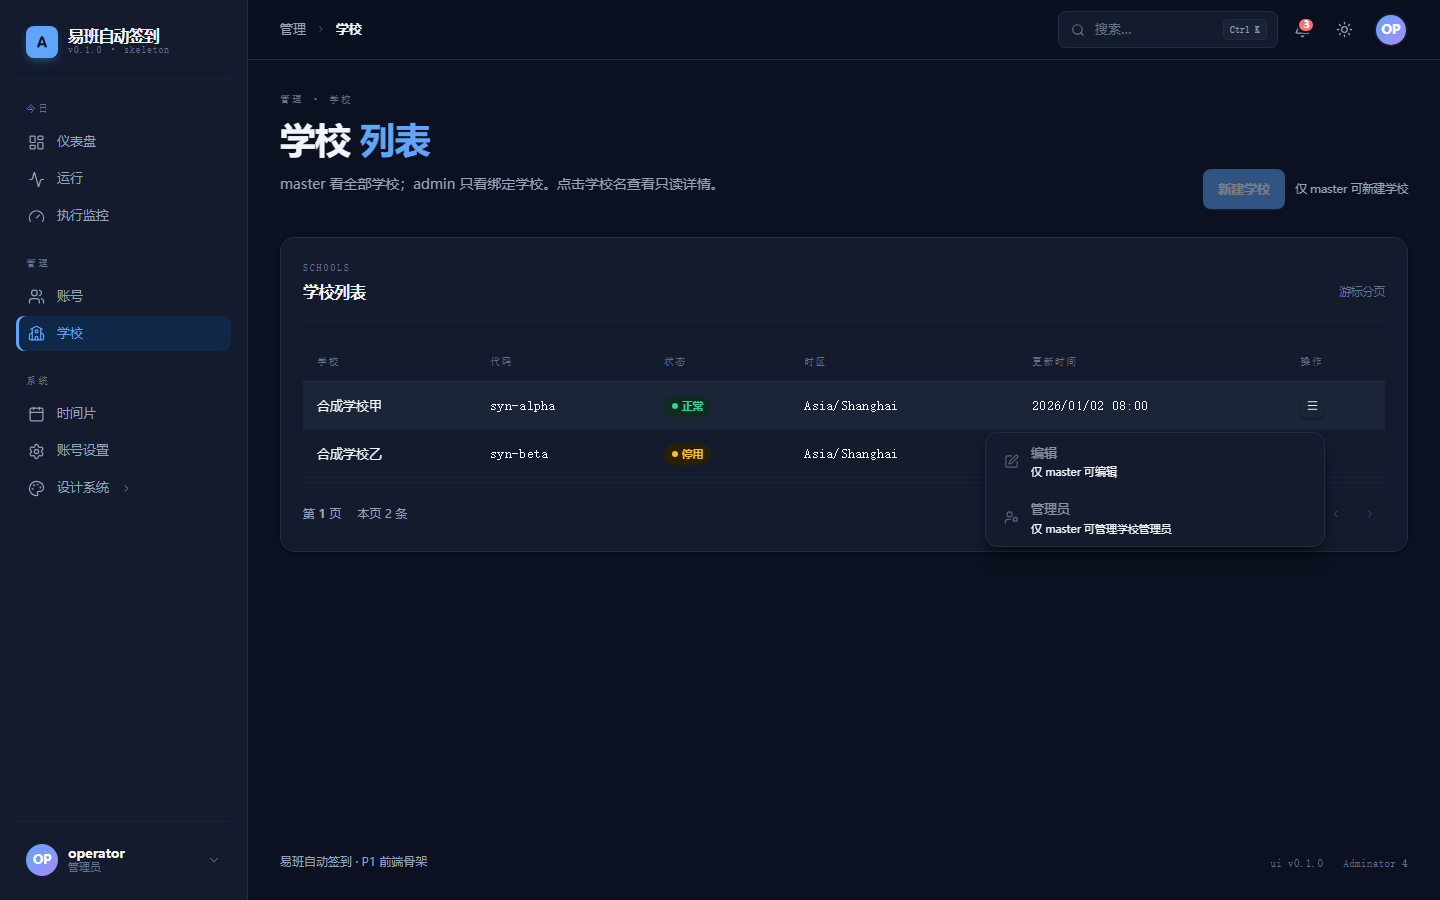 A
易班自动签到
v0.1.0 • skeleton
今日
仪表盘
运行
执行监控
管理
账号
学校
系统
时间片
账号设置
设计系统
OP
operator
管理员
管理 › 学校
搜索...
Ctrl K
3
OP
管理 • 学校
学校 列表
master 看全部学校；admin 只看绑定学校。点击学校名查看只读详情。
新建学校
仅 master 可新建学校
SCHOOLS
学校列表
游标分页
学校 代码 状态 时区 更新时间 操作
合成学校甲 syn-alpha 正常 Asia/Shanghai 2026/01/02 08:00
合成学校乙 syn-beta 停用 Asia/Shanghai
编辑
仅 master 可编辑
管理员
仅 master 可管理学校管理员
第 1 页 本页 2 条
易班自动签到 · P1 前端骨架
ui v0.1.0 Adminator 4